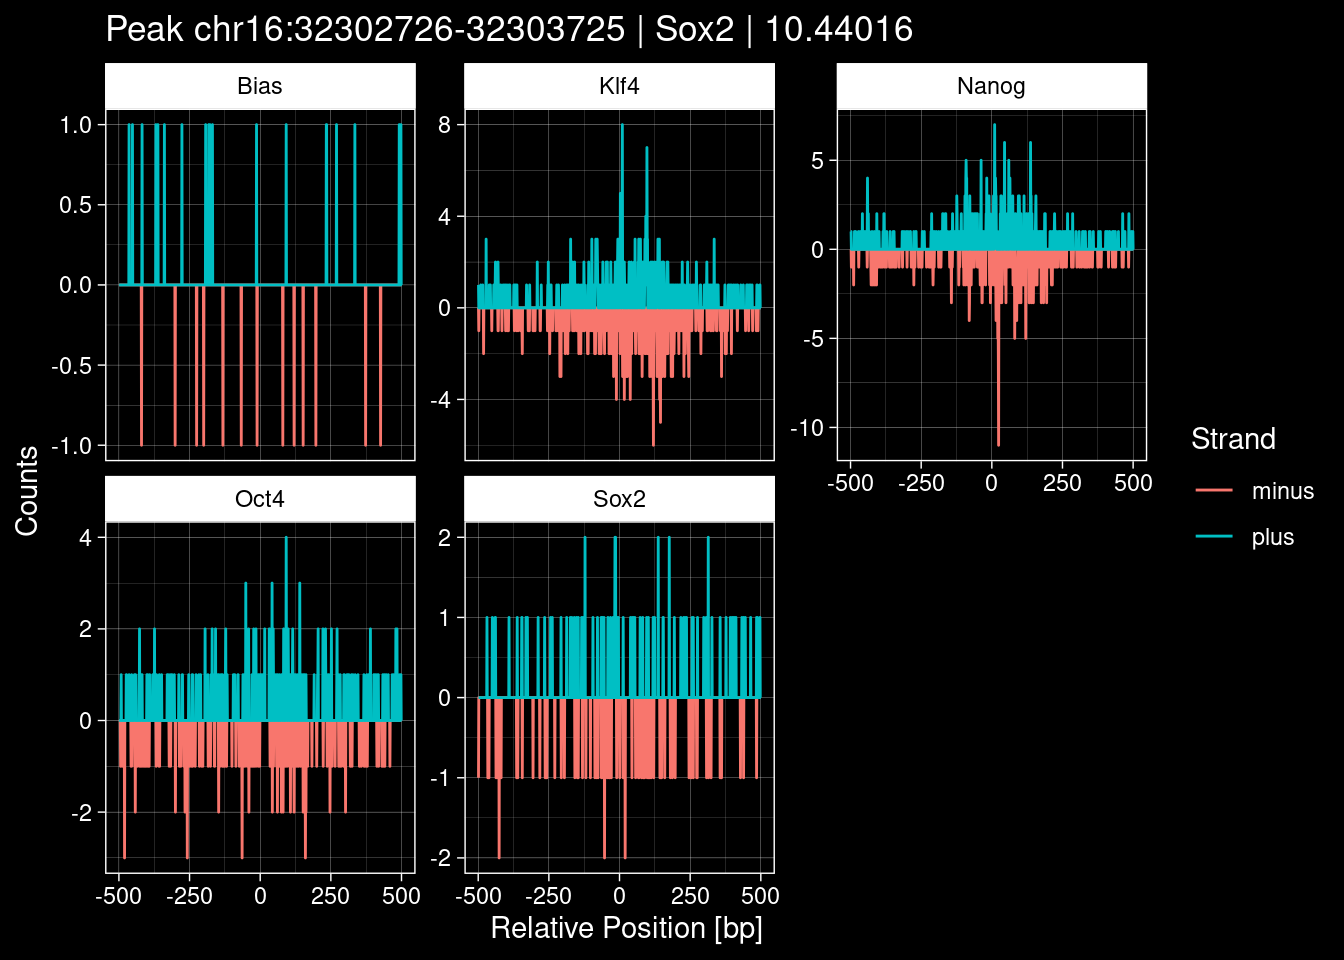 Peak chr16:32302726-32303725 | Sox2 | 10.44016
Bias
Klf4
Nanog
1.0
0.5
0.0
-0.5
-1.0
8
4
0
-4
5
0
-5
-10
-500 -250 0 250 500
Counts
Strand
minus
plus
Oct4
Sox2
4
2
0
-2
2
1
0
-1
-2
-500 -250 0 250 500
-500 -250 0 250 500
Relative Position [bp]